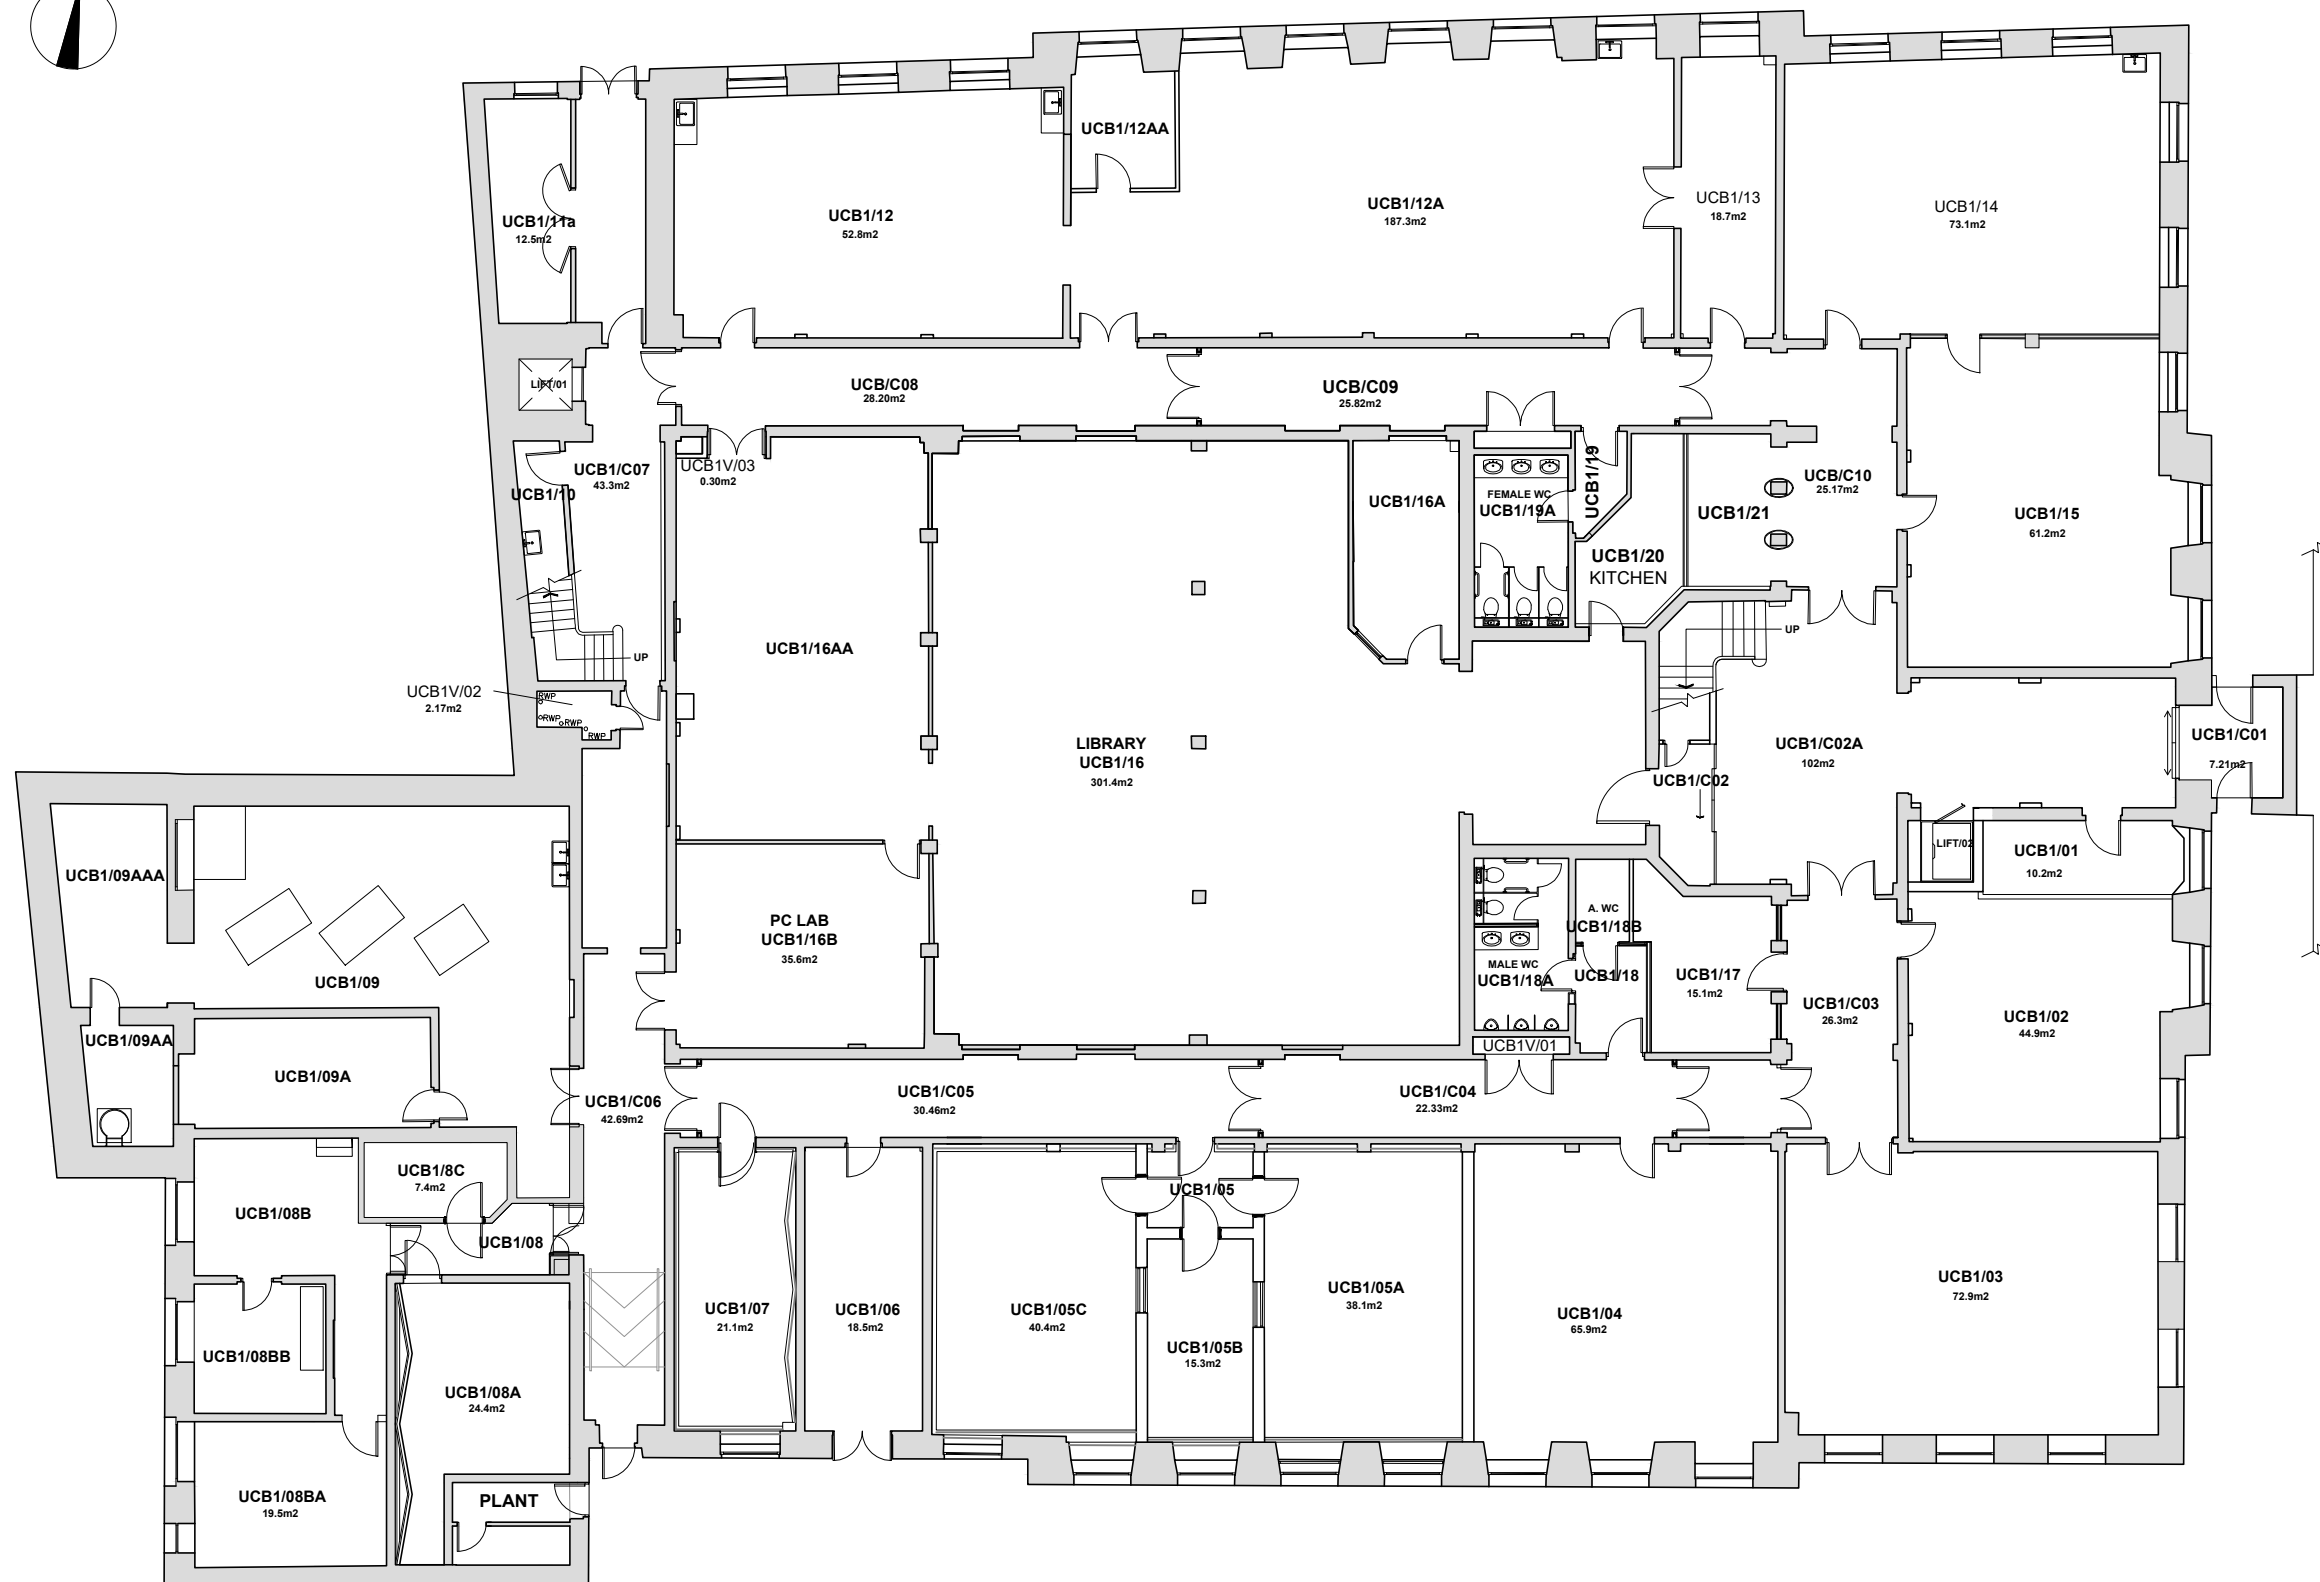 UCB1/12AA
UCB1/12
52.8m2
UCB1/12A
187.3m2
UCB1/13
18.7m2
UCB1/14
73.1m2
UCB1/11a
12.5m2
LIFT/01
UCB/C08
28.20m2
UCB/C09
25.82m2
UCB1/C07
43.3m2
UCB1V/03
0.30m2
UCB1/10
UCB1/16A
FEMALE WC
UCB1/19A
UCB1/19
UCB/C10
25.17m2
UCB1/21
UCB1/15
61.2m2
UCB1/20
KITCHEN
UCB1/16AA
UP
UP
UCB1V/02
2.17m2
RWP
RWP
RWP
RWP
LIBRARY
UCB1/16
301.4m2
UCB1/C02A
102m2
UCB1/C01
7.21m2
UCB1/C02
LIFT/02
UCB1/01
10.2m2
UCB1/09AAA
PC LAB
UCB1/16B
35.6m2
A. WC
UCB1/18B
MALE WC
UCB1/18A
UCB1/18
UCB1/17
15.1m2
UCB1/09
UCB1/C03
26.3m2
UCB1/02
44.9m2
UCB1/09AA
UCB1V/01
UCB1/09A
UCB1/C06
42.69m2
UCB1/C05
30.46m2
UCB1/C04
22.33m2
UCB1/8C
7.4m2
UCB1/05
UCB1/08B
UCB1/08
UCB1/03
72.9m2
UCB1/07
21.1m2
UCB1/06
18.5m2
UCB1/05C
40.4m2
UCB1/05A
38.1m2
UCB1/04
65.9m2
UCB1/05B
15.3m2
UCB1/08BB
UCB1/08A
24.4m2
UCB1/08BA
19.5m2
PLANT